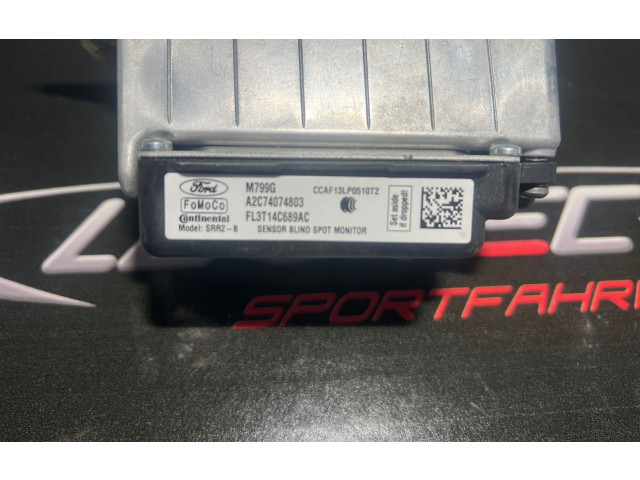 Ford
FoMoCo
Continental
Model: SRR2-B
M799G
A2C74074803
FL3T14C689AC
SENSOR BLIND SPOT MONITOR
CCAF13LP0510T2
Set aside
if dropped!
SPORTFAHR